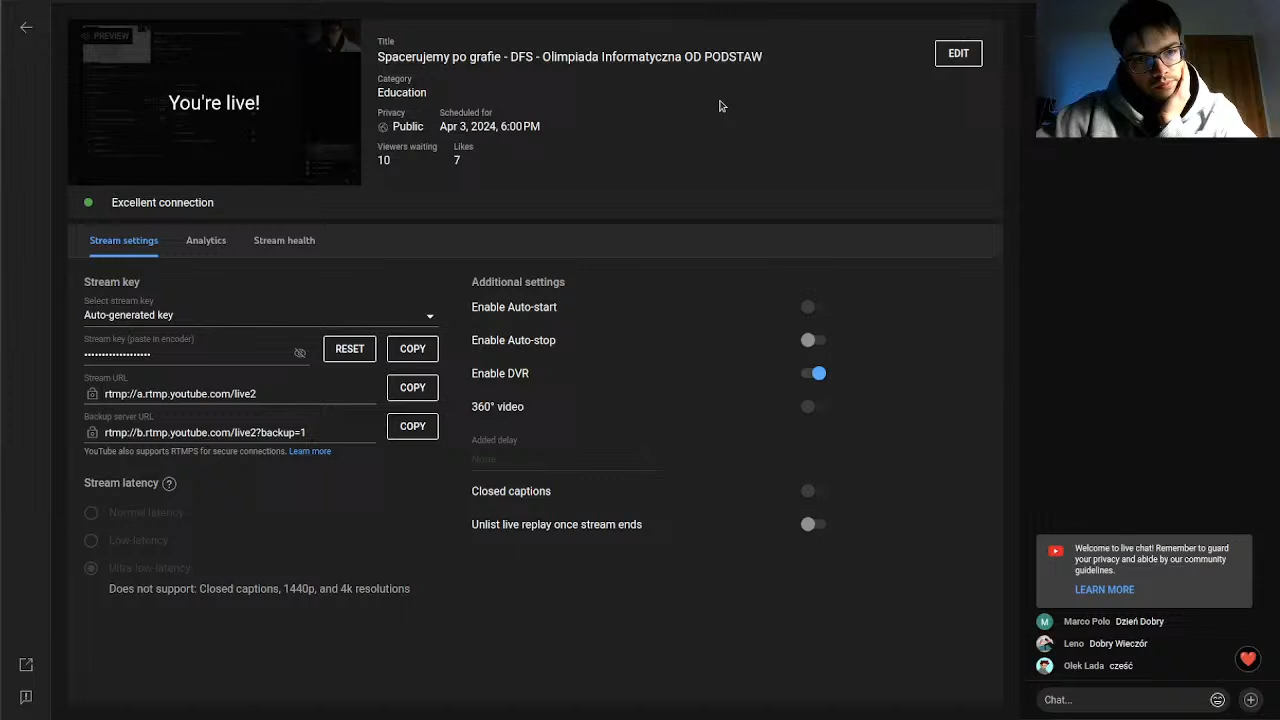 PREVIEW
You're live!
Title
Spacerujemy po grafie - DFS - Olimpiada Informatyczna OD PODSTAW
EDIT
Category
Education
Privacy
Scheduled for
Public
Apr 3, 2024, 6:00 PM
Viewers waiting
Likes
10
7
Excellent connection
Stream settings
Analytics
Stream health
Stream key
Select stream key
Auto-generated key
Stream key (paste in encoder)
RESET
COPY
Stream URL
rtmp://a.rtmp.youtube.com/live2
COPY
Backup server URL
rtmp://b.rtmp.youtube.com/live2?backup=1
COPY
YouTube also supports RTMPS for secure connections. Learn more
Stream latency
Normal latency
Low-latency
Ultra low-latency
Does not support: Closed captions, 1440p, and 4k resolutions
Additional settings
Enable Auto-start
Enable Auto-stop
Enable DVR
360° video
Added delay
None
Closed captions
Unlist live replay once stream ends
Welcome to live chat! Remember to guard
your privacy and abide by our community
guidelines.
LEARN MORE
M Marco Polo Dzień Dobry
Leno Dobry Wieczór
Olek Lada cześć
Chat...